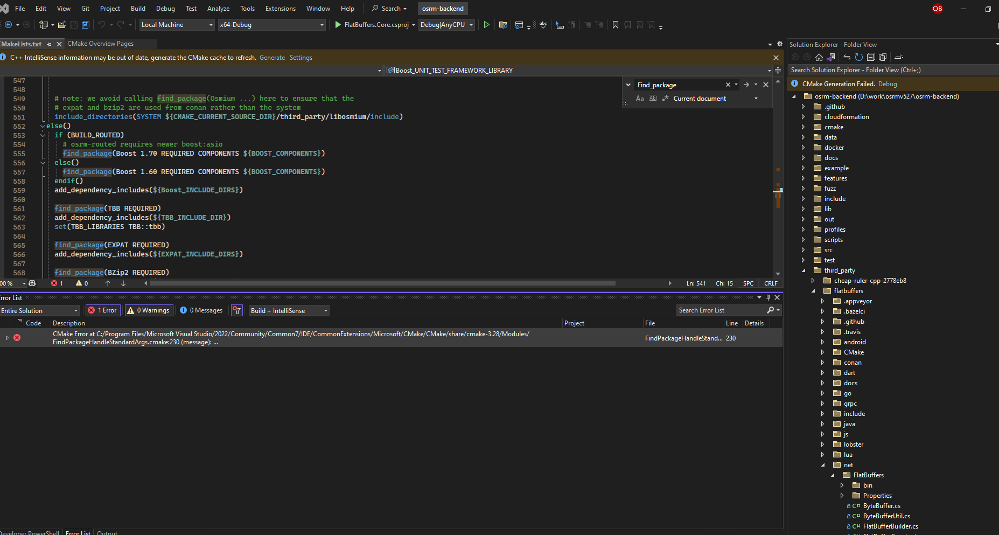 File Edit View Git Project Build Debug Test Analyze Tools Extensions Window Help Search osrm-backend QB
Local Machine x64-Debug FlatBuffers.Core.csproj Debug|AnyCPU abc
CMakeLists.txt CMake Overview Pages
C++ IntelliSense information may be out of date, generate the CMake cache to refresh. Generate Settings
Boost_UNIT_TEST_FRAMEWORK_LIBRARY
Find_package
Aa Ab Current document
547
548
549 # note: we avoid calling find_package(Osmium ...) here to ensure that the
550 # expat and bzip2 are used from conan rather than the system
551 include_directories(SYSTEM ${CMAKE_CURRENT_SOURCE_DIR}/third_party/libosmium/include)
552 else()
553 if (BUILD_ROUTED)
554 # osrm-routed requires newer boost:asio
555 find_package(Boost 1.70 REQUIRED COMPONENTS ${BOOST_COMPONENTS})
556 else()
557 find_package(Boost 1.60 REQUIRED COMPONENTS ${BOOST_COMPONENTS})
558 endif()
559 add_dependency_includes(${Boost_INCLUDE_DIRS})
560
561 find_package(TBB REQUIRED)
562 add_dependency_includes(${TBB_INCLUDE_DIR})
563 set(TBB_LIBRARIES TBB::tbb)
564
565 find_package(EXPAT REQUIRED)
566 add_dependency_includes(${EXPAT_INCLUDE_DIRS})
567
568 find_package(BZip2 REQUIRED)
00 % 1 0 Ln: 541 Ch: 15 SPC CRLF
rror List
Entire Solution 1 Error 0 Warnings 0 Messages Build + IntelliSense Search Error List
Code Description Project File Line Details
CMake Error at C:/Program Files/Microsoft Visual Studio/2022/Community/Common7/IDE/CommonExtensions/Microsoft/CMake/CMake/share/cmake-3.28/Modules/
FindPackageHandleStandardArgs.cmake:230 (message): ... FindPackageHandleStand... 230
Developer PowerShell Error List Output
Solution Explorer - Folder View
Search Solution Explorer - Folder View (Ctrl+;)
CMake Generation Failed. Debug
osrm-backend (D:\work\osrmv527\osrm-backend)
.github
cloudformation
cmake
data
docker
docs
example
features
fuzz
include
lib
out
profiles
scripts
src
test
third_party
cheap-ruler-cpp-2778eb8
flatbuffers
.appveyor
.bazelci
.github
.travis
android
CMake
conan
dart
docs
go
grpc
include
java
js
lobster
lua
net
FlatBuffers
bin
Properties
C# ByteBuffer.cs
C# ByteBufferUtil.cs
C# FlatBufferBuilder.cs